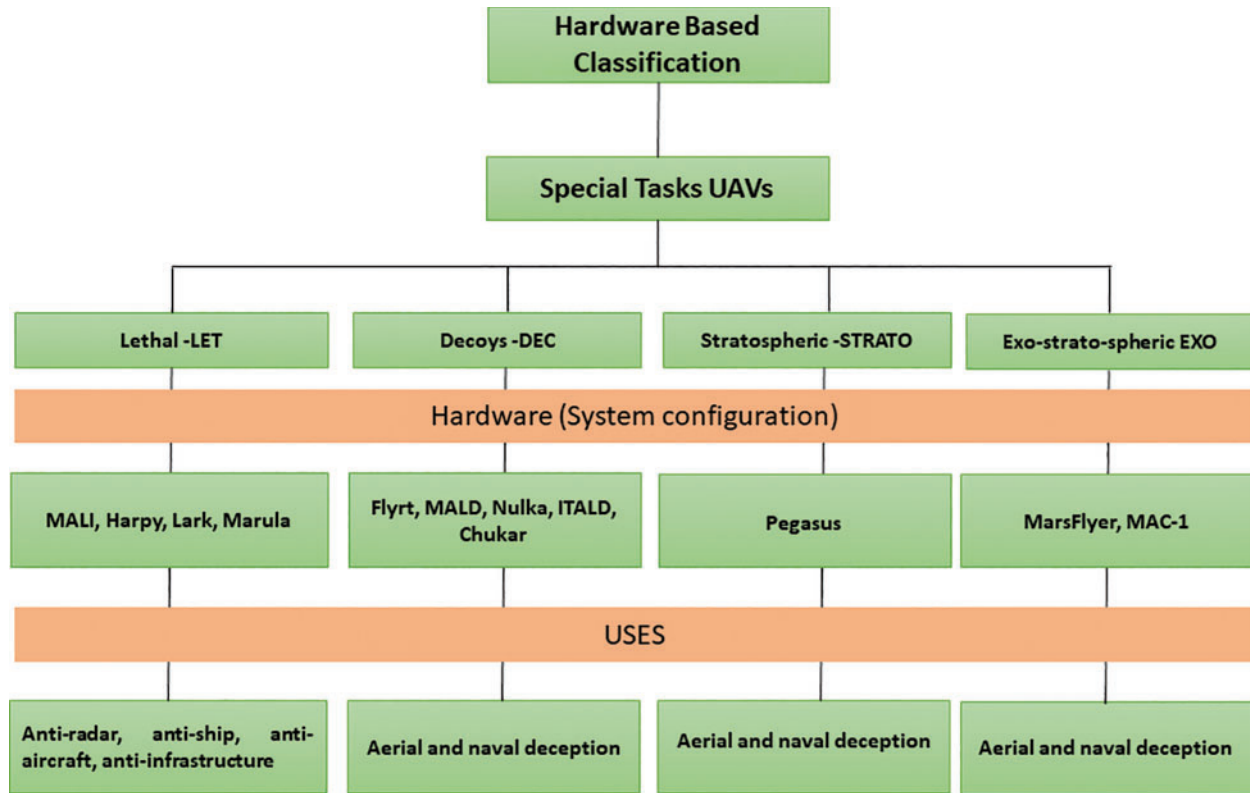 Hardware Based
Classification
Special Tasks UAVs
Lethal -LET
Decoys -DEC
Stratospheric -STRATO
Exo-strato-spheric EXO
Hardware (System configuration)
MALI, Harpy, Lark, Marula
Flyrt, MALD, Nulka, ITALD,
Chukar
Pegasus
MarsFlyer, MAC-1
USES
Anti-radar, anti-ship, anti-
aircraft, anti-infrastructure
Aerial and naval deception
Aerial and naval deception
Aerial and naval deception